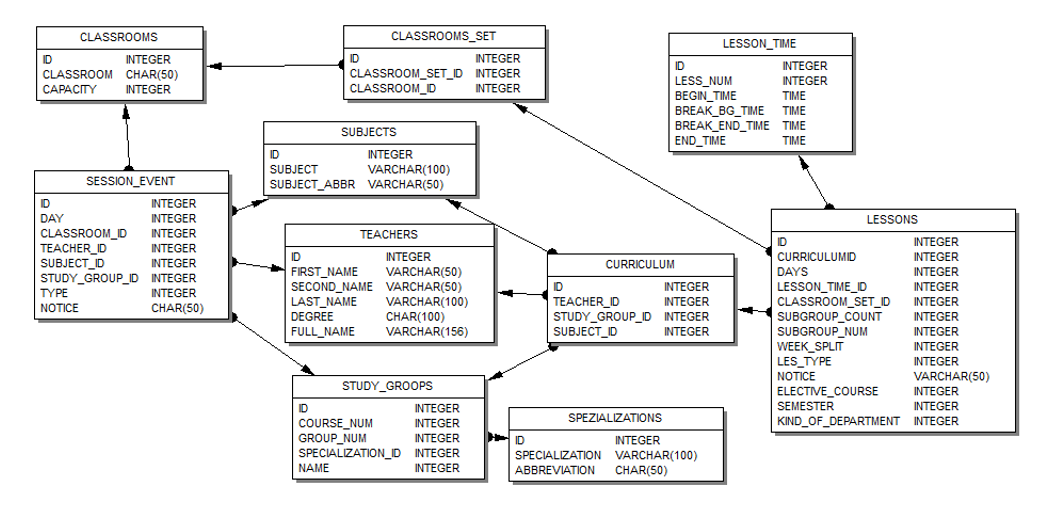 CLASSROOMS
ID INTEGER
CLASSROOM CHAR(50)
CAPACITY INTEGER
CLASSROOMS_SET
ID INTEGER
CLASSROOM_SET_ID INTEGER
CLASSROOM_ID INTEGER
LESSON_TIME
ID INTEGER
LESS_NUM INTEGER
BEGIN_TIME TIME
BREAK_BG_TIME TIME
BREAK_END_TIME TIME
END_TIME TIME
SUBJECTS
ID INTEGER
SUBJECT VARCHAR(100)
SUBJECT_ABBR VARCHAR(50)
SESSION_EVENT
ID INTEGER
DAY INTEGER
CLASSROOM_ID INTEGER
TEACHER_ID INTEGER
SUBJECT_ID INTEGER
STUDY_GROUP_ID INTEGER
TYPE INTEGER
NOTICE CHAR(50)
TEACHERS
ID INTEGER
FIRST_NAME VARCHAR(50)
SECOND_NAME VARCHAR(50)
LAST_NAME VARCHAR(100)
DEGREE CHAR(100)
FULL_NAME VARCHAR(156)
CURRICULUM
ID INTEGER
TEACHER_ID INTEGER
STUDY_GROUP_ID INTEGER
SUBJECT_ID INTEGER
LESSONS
ID INTEGER
CURRICULUMID INTEGER
DAYS INTEGER
LESSON_TIME_ID INTEGER
CLASSROOM_SET_ID INTEGER
SUBGROUP_COUNT INTEGER
SUBGROUP_NUM INTEGER
WEEK_SPLIT INTEGER
LES_TYPE INTEGER
NOTICE VARCHAR(50)
ELECTIVE_COURSE INTEGER
SEMESTER INTEGER
KIND_OF_DEPARTMENT INTEGER
STUDY_GROOPS
ID INTEGER
COURSE_NUM INTEGER
GROUP_NUM INTEGER
SPECIALIZATION_ID INTEGER
NAME INTEGER
SPEZIALIZATIONS
ID INTEGER
SPECIALIZATION VARCHAR(100)
ABBREVIATION CHAR(50)